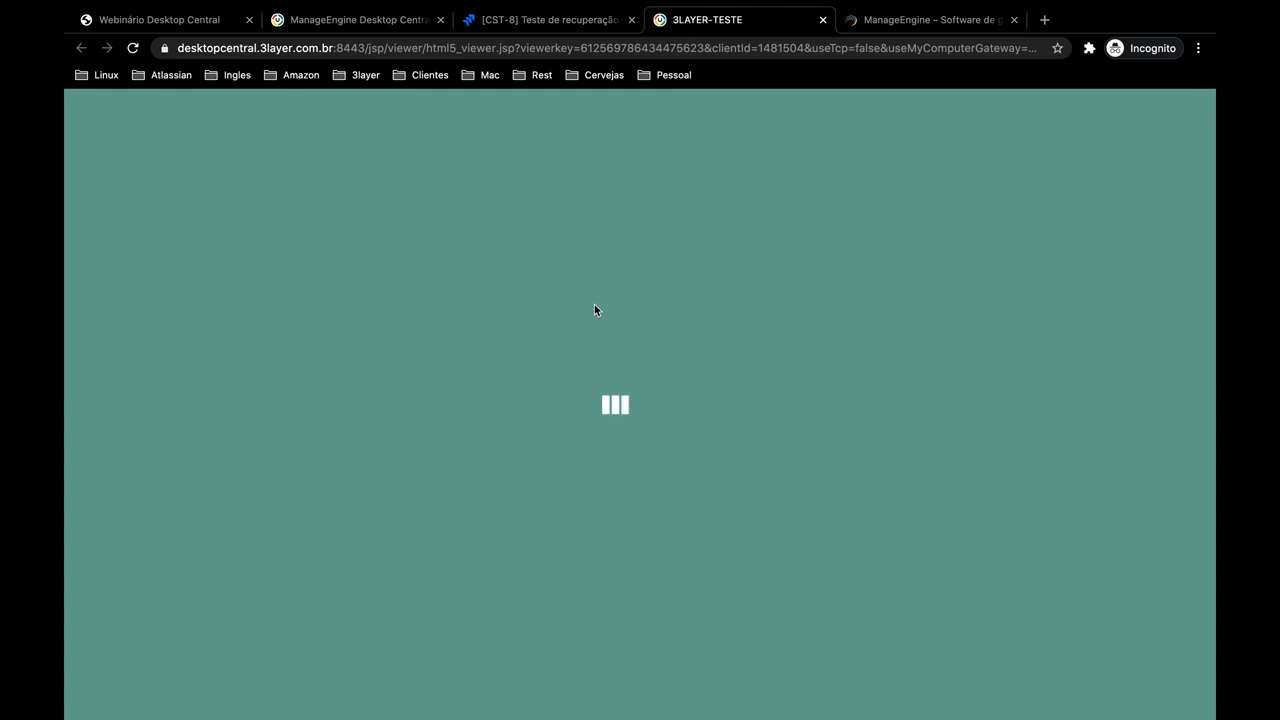 Webinário Desktop Central
ManageEngine Desktop Centra
[CST-8] Teste de recuperação
3LAYER-TESTE
ManageEngine – Software de g
desktopcentral.3layer.com.br:8443/jsp/viewer/html5_viewer.jsp?viewerkey=612569786434475623&clientId=1481504&useTcp=false&useMyComputerGateway=...
Incognito
Linux
Atlassian
Ingles
Amazon
3layer
Clientes
Mac
Rest
Cervejas
Pessoal